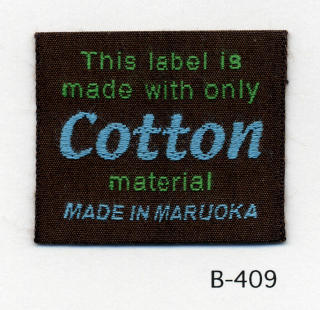 This label is
made with only
Cotton
material
MADE IN MARUOKA
B-409